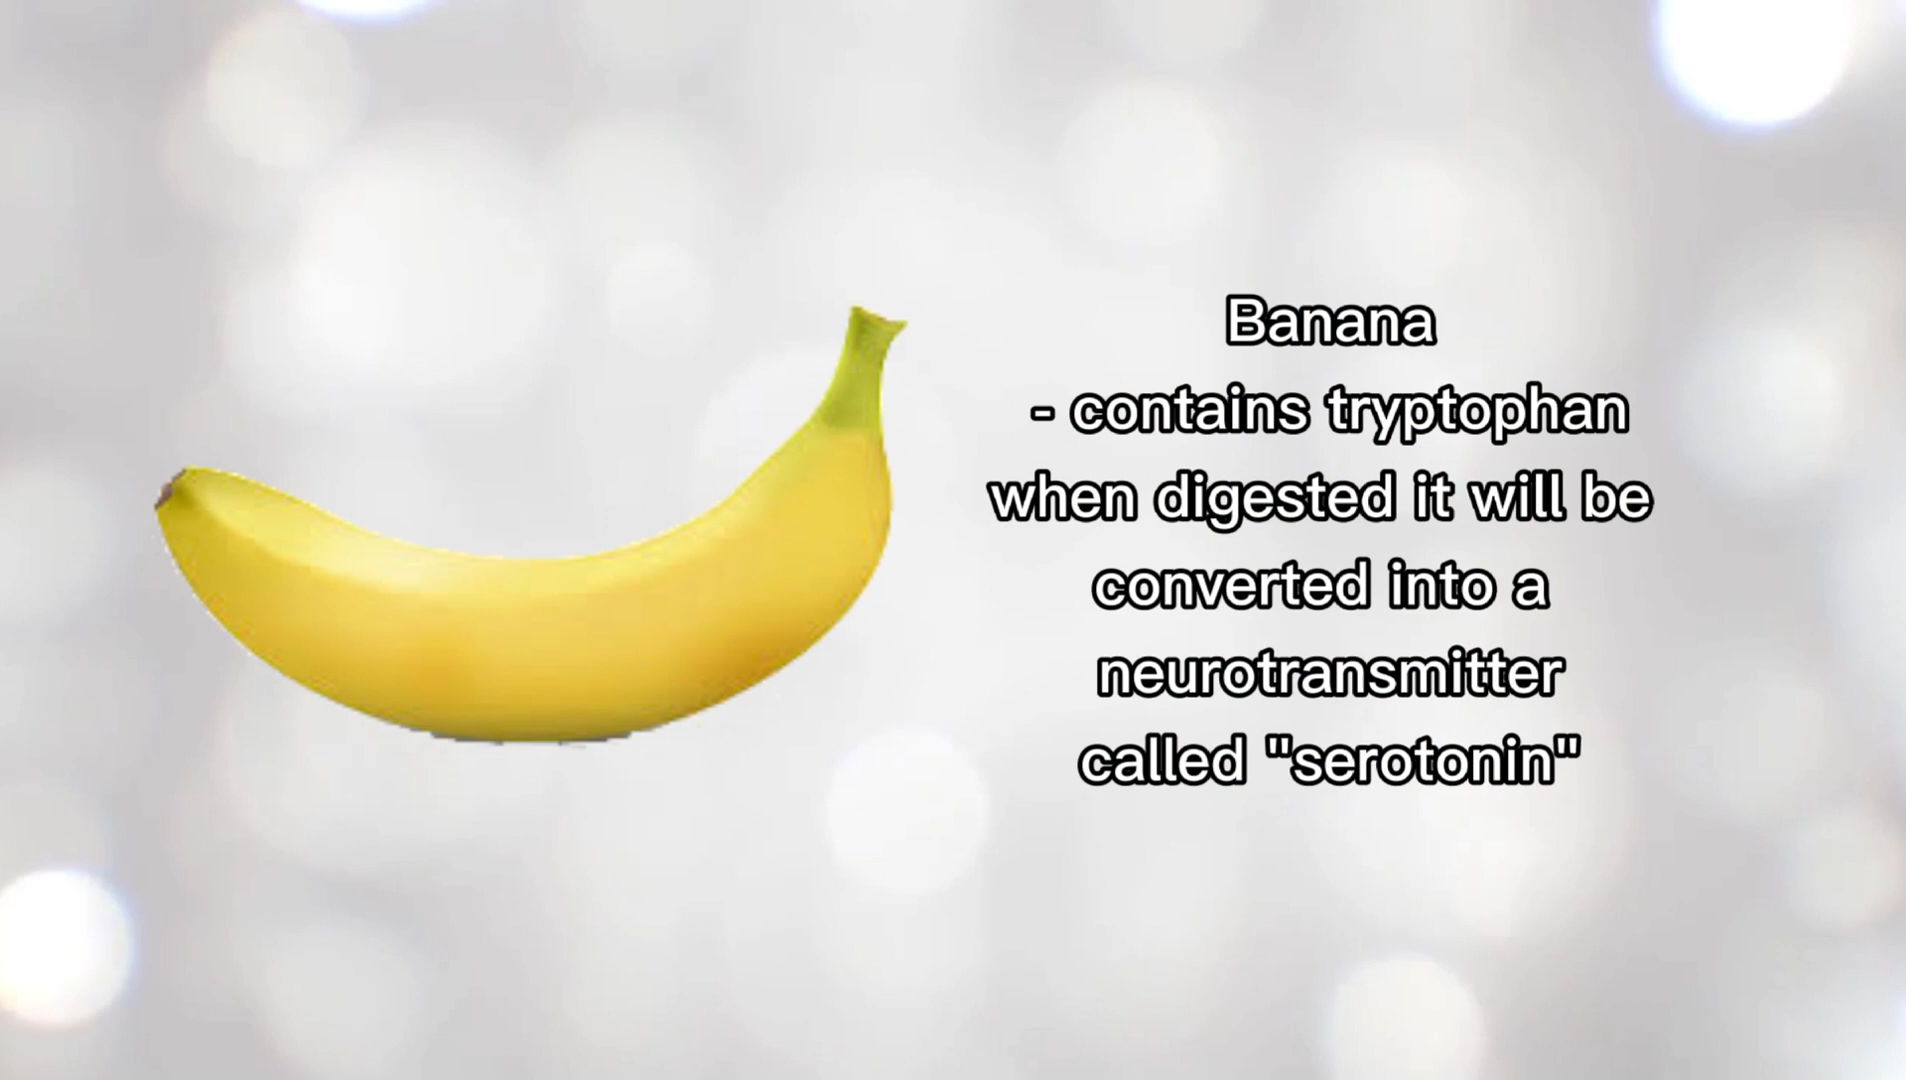 Banana
- contains tryptophan
when digested it will be
converted into a
neurotransmitter
called "serotonin"